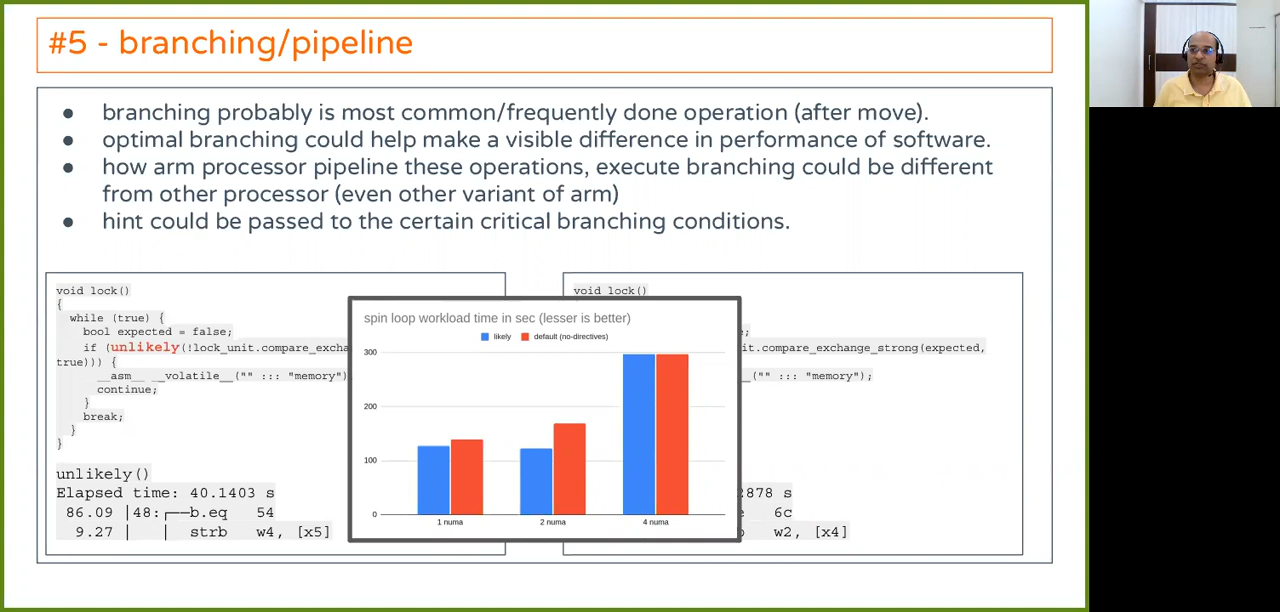 #5 - branching/pipeline
● branching probably is most common/frequently done operation (after move).
● optimal branching could help make a visible difference in performance of software.
● how arm processor pipeline these operations, execute branching could be different
from other processor (even other variant of arm)
● hint could be passed to the certain critical branching conditions.
void lock()
{
while (true) {
bool expected = false;
if (unlikely(!lock_unit.compare_excha
true))) {
__asm__ __volatile__("" ::: "memory")
continue;
}
break;
}
}
unlikely()
Elapsed time: 40.1403 s
86.09 │48:┌──b.eq 54
9.27 │ │ strb w4, [x5]
spin loop workload time in sec (lesser is better)
likely default (no-directives)
300
200
100
0
1 numa 2 numa 4 numa
void lock()
e;
it.compare_exchange_strong(expected,
_("" ::: "memory");
2878 s
e 6c
w2, [x4]